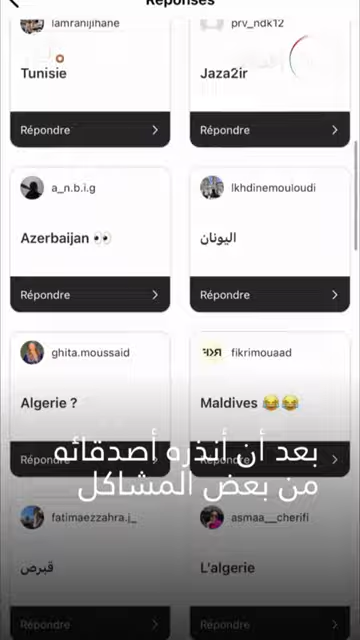 Réponses
lamranijihane
prv_ndk12
Tunisie
Jaza2ir
Répondre
Répondre
a_n.b.i.g
lkhdinemouloudi
Azerbaijan 👀
اليونان
Répondre
Répondre
ghita.moussaid
fikrimouaad
Algerie ?
Maldives 😂😂
بعد أن أنذره أصدقائه
Répondre
Répondre
من بعض المشاكل
fatimaezzahra.j_
asmaa__cherifi
قبرص
L'algerie
Répondre
Répondre